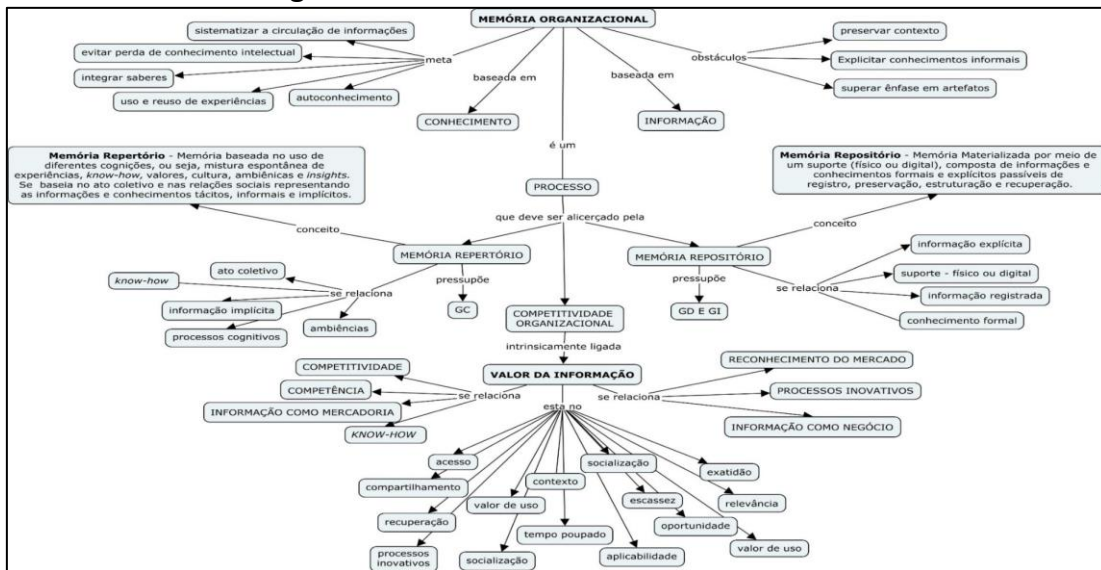 MEMÓRIA ORGANIZACIONAL
sistematizar a circulação de informações
evitar perda de conhecimento intelectual
integrar saberes
uso e reuso de experiências
autoconhecimento
meta
baseada em
baseada em
obstáculos
preservar contexto
Explicitar conhecimentos informais
superar ênfase em artefatos
CONHECIMENTO
INFORMAÇÃO
é um
Memória Repertório - Memória baseada no uso de
diferentes cognições, ou seja, mistura espontânea de
experiências, know-how, valores, cultura, ambiênicas e insights.
Se baseia no ato coletivo e nas relações sociais representando
as informações e conhecimentos tácitos, informais e implícitos.
Memória Repositório - Memória Materializada por meio de
um suporte (físico ou digital), composta de informações e
conhecimentos formais e explícitos passíveis de
registro, preservação, estruturação e recuperação.
PROCESSO
que deve ser alicerçado pela
conceito
conceito
MEMÓRIA REPERTÓRIO
MEMÓRIA REPOSITÓRIO
ato coletivo
know-how
se relaciona
informação implícita
processos cognitivos
ambiências
pressupõe
GC
COMPETITIVIDADE
ORGANIZACIONAL
pressupõe
GD E GI
se relaciona
informação explícita
suporte - físico ou digital
informação registrada
conhecimento formal
intrinsicamente ligada
VALOR DA INFORMAÇÃO
COMPETITIVIDADE
COMPETÊNCIA
INFORMAÇÃO COMO MERCADORIA
KNOW-HOW
se relaciona
esta no
se relaciona
RECONHECIMENTO DO MERCADO
PROCESSOS INOVATIVOS
INFORMAÇÃO COMO NEGÓCIO
acesso
compartilhamento
recuperação
processos
inovativos
valor de uso
socialização
contexto
tempo poupado
socialização
escassez
aplicabilidade
oportunidade
exatidão
relevância
valor de uso